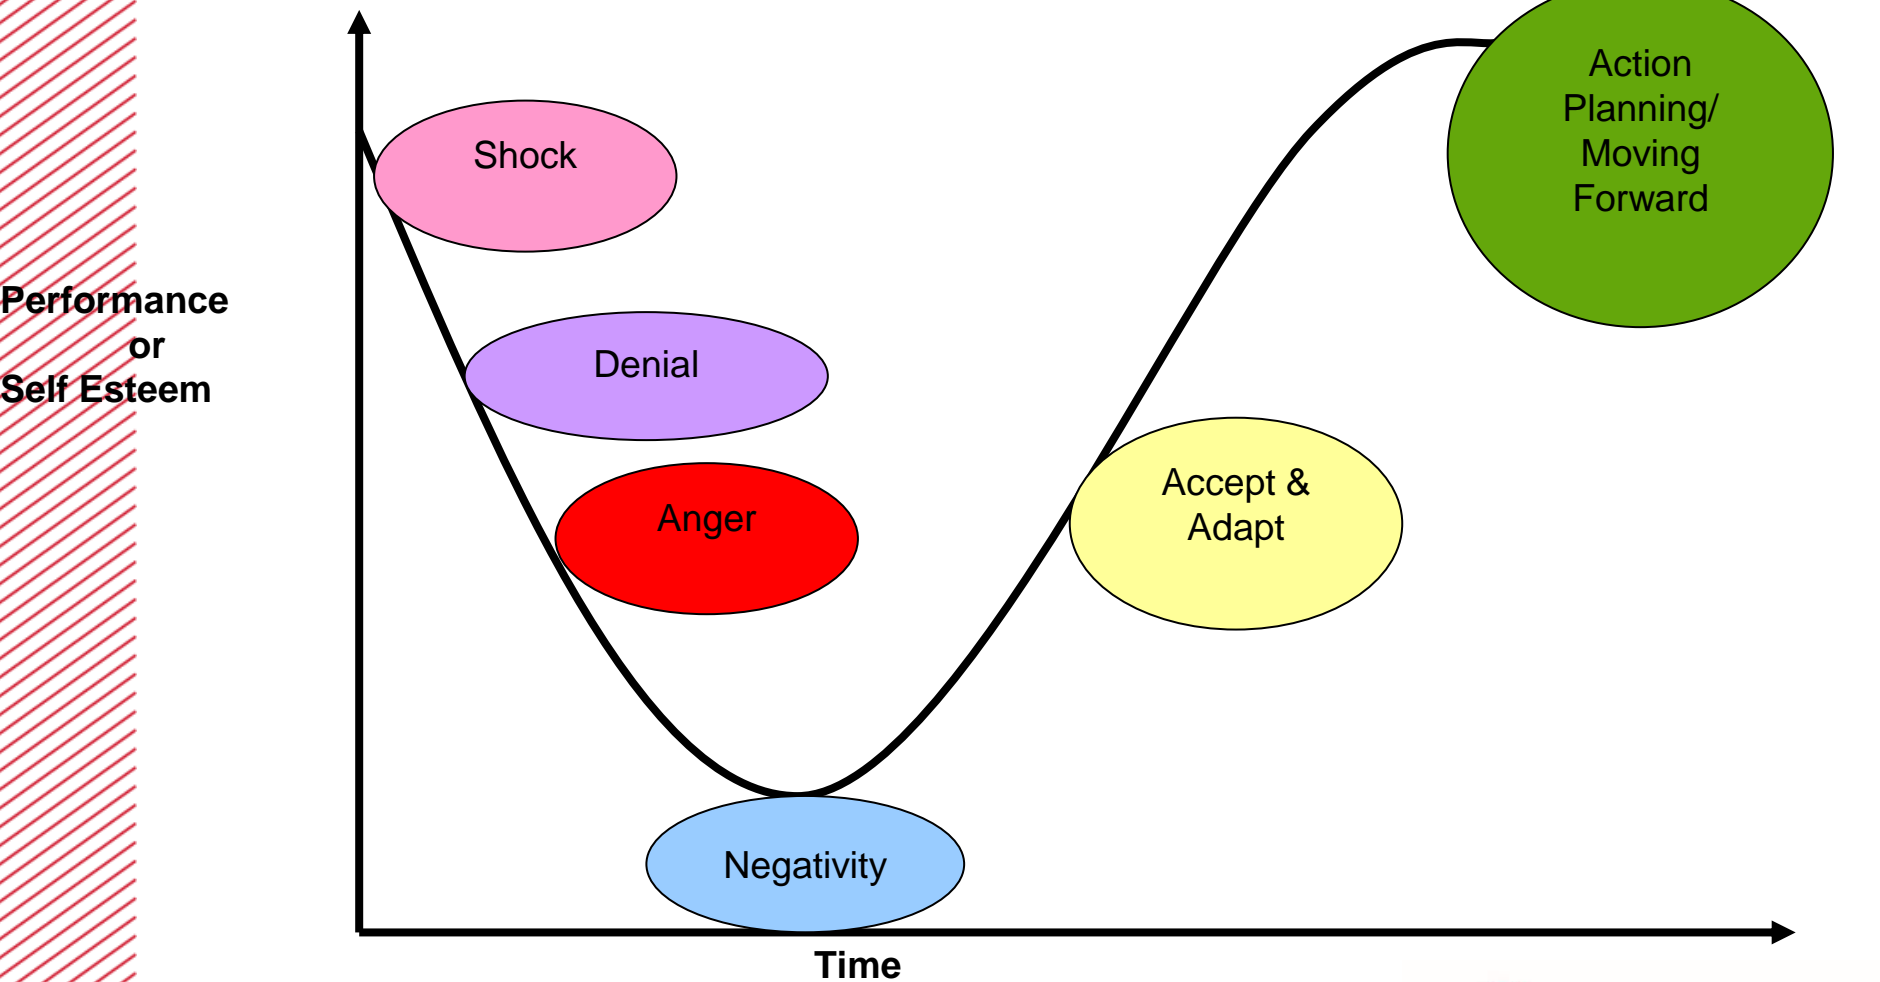 Action
Planning/
Moving
Forward
Shock
Performance
or
Self Esteem
Denial
Anger
Accept &
Adapt
Negativity
Time